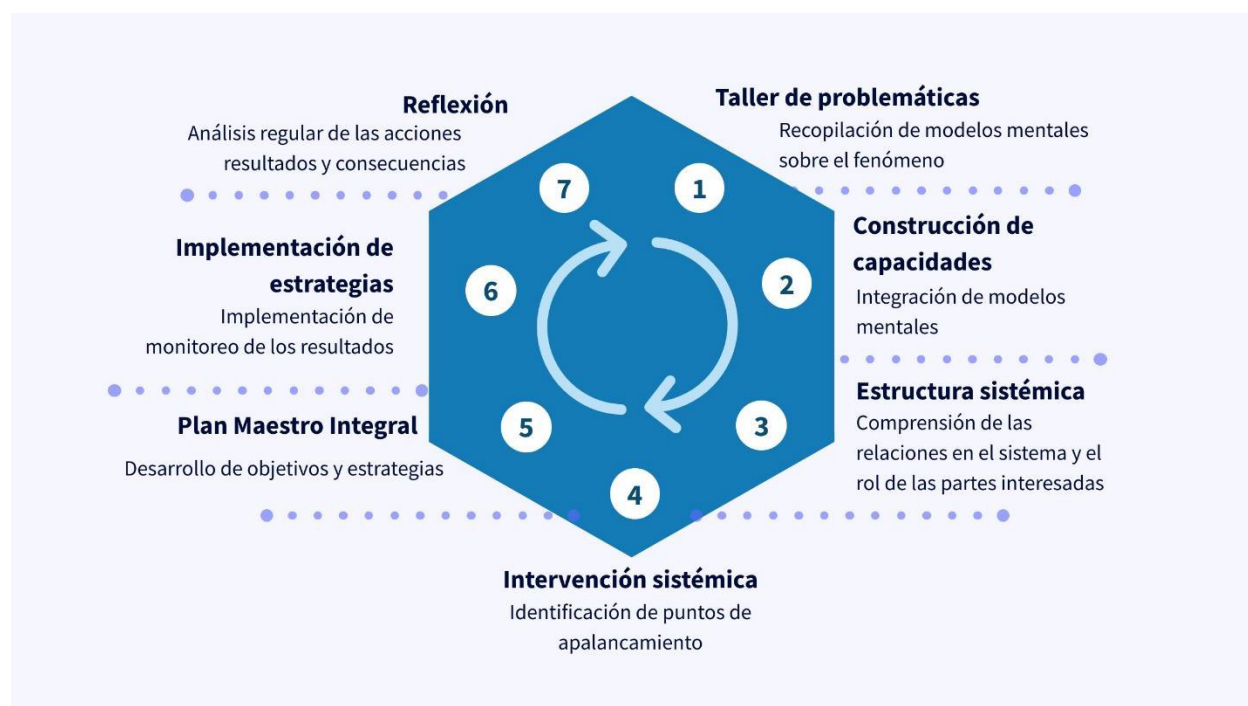 Taller de problemáticas
Recopilación de modelos mentales
sobre el fenómeno
1
Construcción de
capacidades
2
Integración de modelos
mentales
Estructura sistémica
3
Comprensión de las
relaciones en el sistema y el
rol de las partes interesadas
4
Intervención sistémica
Identificación de puntos de
apalancamiento
5
Plan Maestro Integral
Desarrollo de objetivos y estrategias
6
Implementación de
estrategias
Implementación de
monitoreo de los resultados
7
Reflexión
Análisis regular de las acciones
resultados y consecuencias